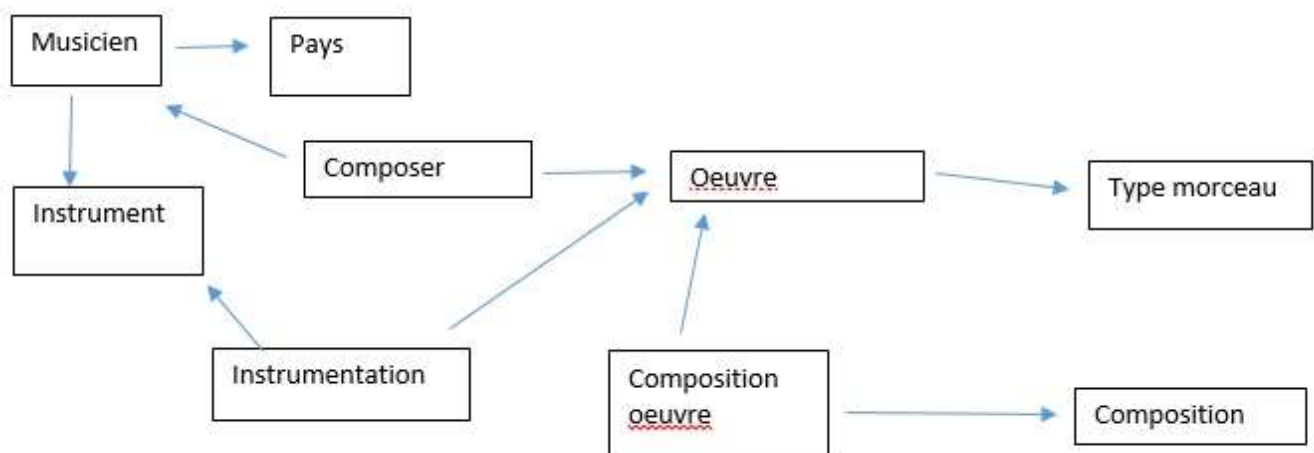 Musicien
Pays
Composer
Oeuvre
Type morceau
Instrument
Instrumentation
Composition
oeuvre
Composition